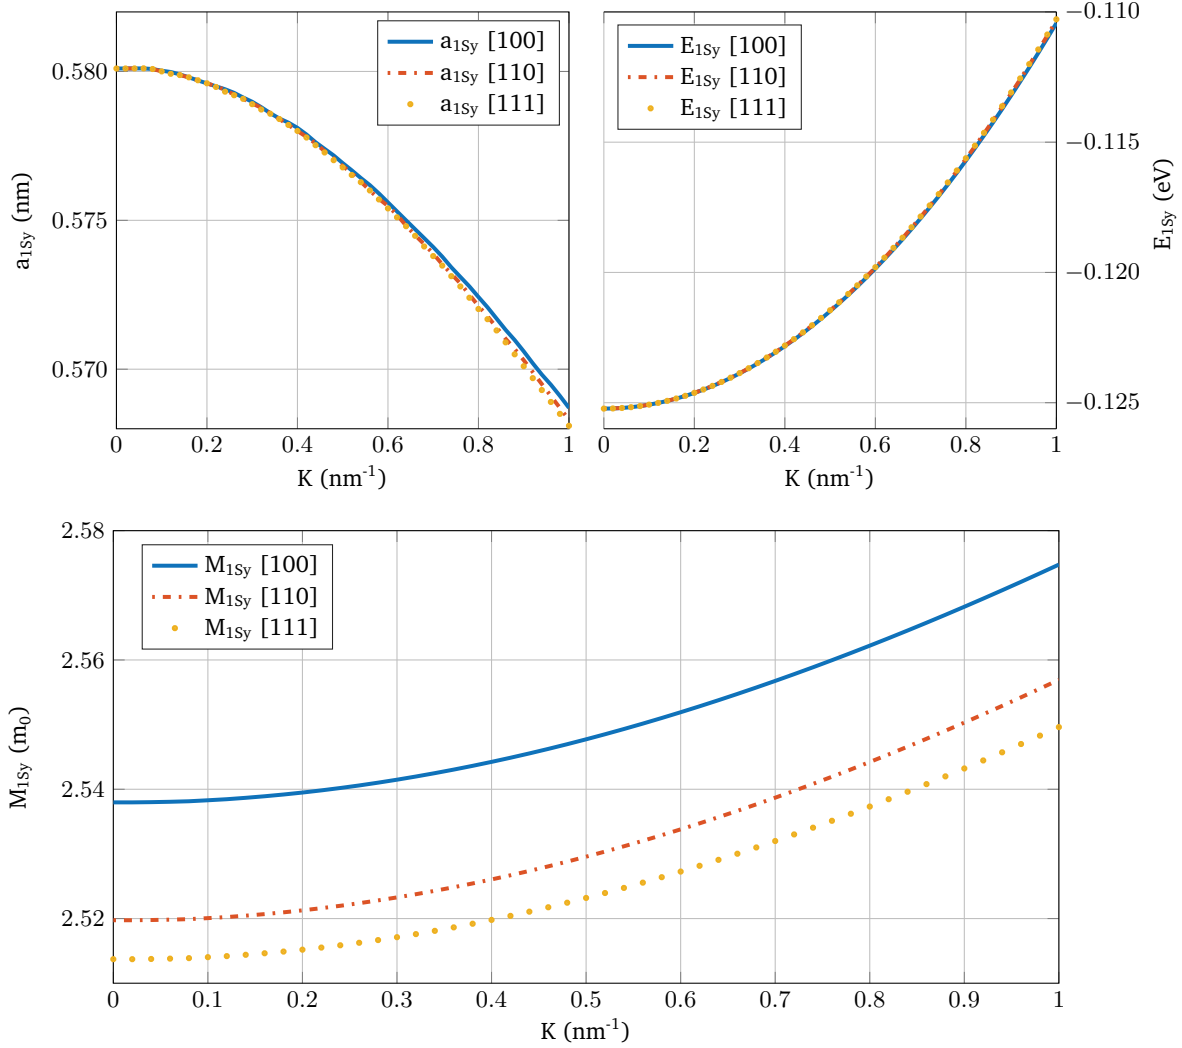 a₁Sy [100]
a₁Sy [110]
a₁Sy [111]
0.580
0.575
0.570
a₁Sy (nm)
0 0.2 0.4 0.6 0.8 1
K (nm⁻¹)
E₁Sy [100]
E₁Sy [110]
E₁Sy [111]
−0.110
−0.115
−0.120
−0.125
E₁Sy (eV)
0 0.2 0.4 0.6 0.8 1
K (nm⁻¹)
M₁Sy [100]
M₁Sy [110]
M₁Sy [111]
2.58
2.56
2.54
2.52
M₁Sy (m₀)
0 0.1 0.2 0.3 0.4 0.5 0.6 0.7 0.8 0.9 1
K (nm⁻¹)